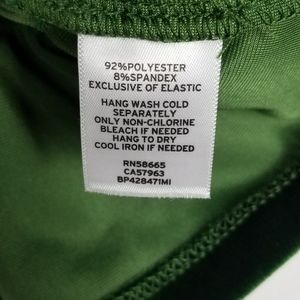 92%POLYESTER
8%SPANDEX
EXCLUSIVE OF ELASTIC
HANG WASH COLD
SEPARATELY
ONLY NON-CHLORINE
BLEACH IF NEEDED
HANG TO DRY
COOL IRON IF NEEDED
RN58665
CA57963
BP428471MI